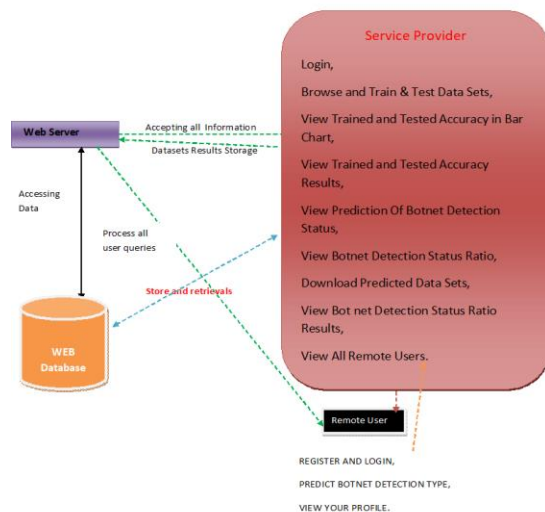 Service Provider
Login,
Browse and Train & Test Data Sets,
View Trained and Tested Accuracy in Bar
Chart,
View Trained and Tested Accuracy
Results,
View Prediction Of Botnet Detection
Status,
View Botnet Detection Status Ratio,
Download Predicted Data Sets,
View Bot net Detection Status Ratio
Results,
View All Remote Users.
Web Server
Accepting all Information
Datasets Results Storage
Accessing
Data
Process all
user queries
Store and retrievals
WEB
Database
Remote User
REGISTER AND LOGIN,
PREDICT BOTNET DETECTION TYPE,
VIEW YOUR PROFILE.